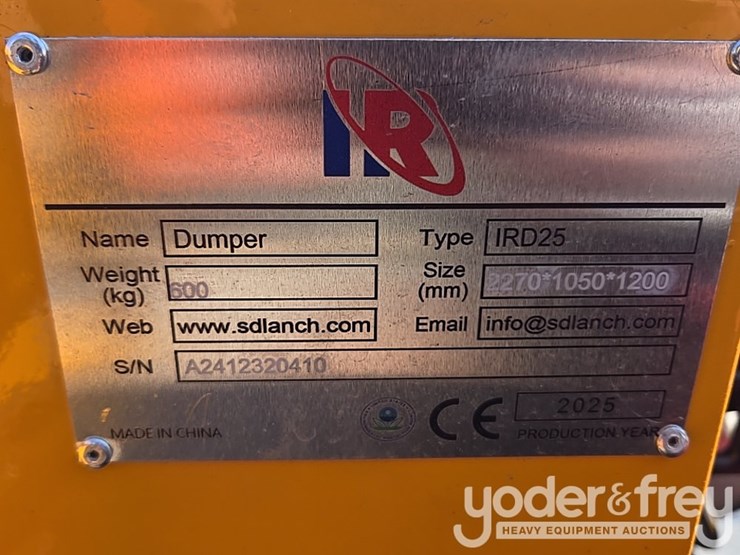 IR
Name Dumper Type IRD25
Weight (kg) 600 Size (mm) 2270*1050*1200
Web www.sdlanch.com Email info@sdlanch.com
S/N A2412320410
CE 2025
MADE IN CHINA PRODUCTION YEAR
yoder&frey
HEAVY EQUIPMENT AUCTIONS